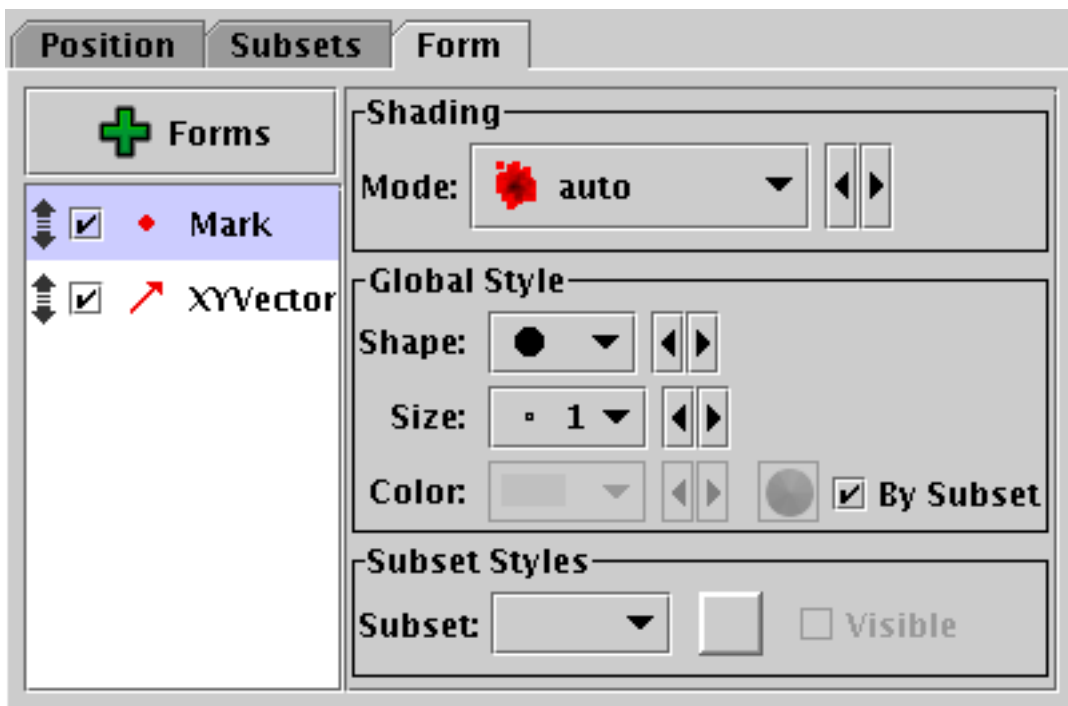 Position Subsets Form
Forms
Mark
XYVector
Shading
Mode: auto
Global Style
Shape:
Size: 1
Color: By Subset
Subset Styles
Subset: Visible